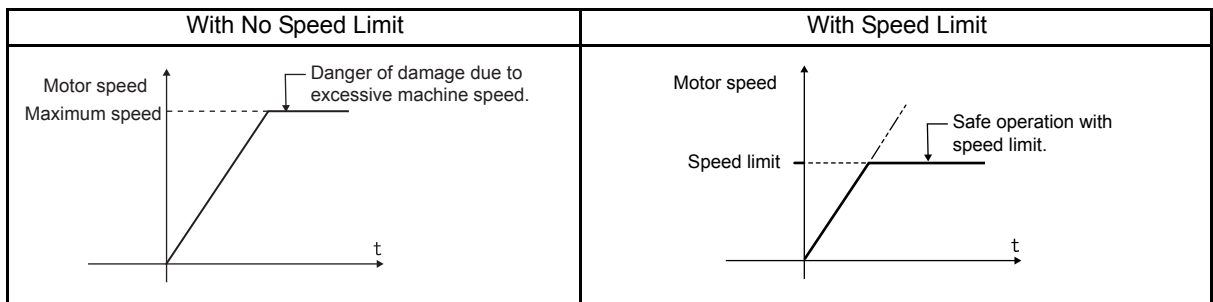 With No Speed Limit
Motor speed
Maximum speed
Danger of damage due to
excessive machine speed.
t
With Speed Limit
Motor speed
Speed limit
Safe operation with
speed limit.
t